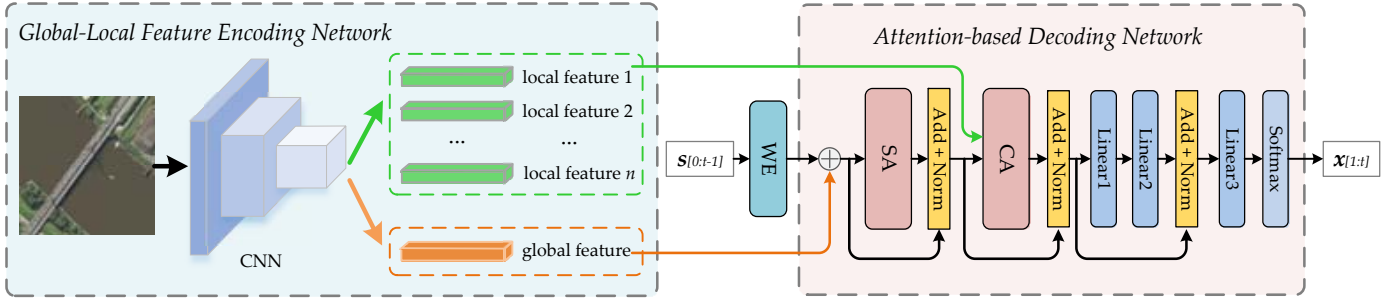 Global-Local Feature Encoding Network
CNN
local feature 1
local feature 2
... ...
local feature n
global feature
s[0:t-1]
WE
Attention-based Decoding Network
SA
Add + Norm
CA
Add + Norm
Linear1
Linear2
Add + Norm
Linear3
Softmax
x[1:t]